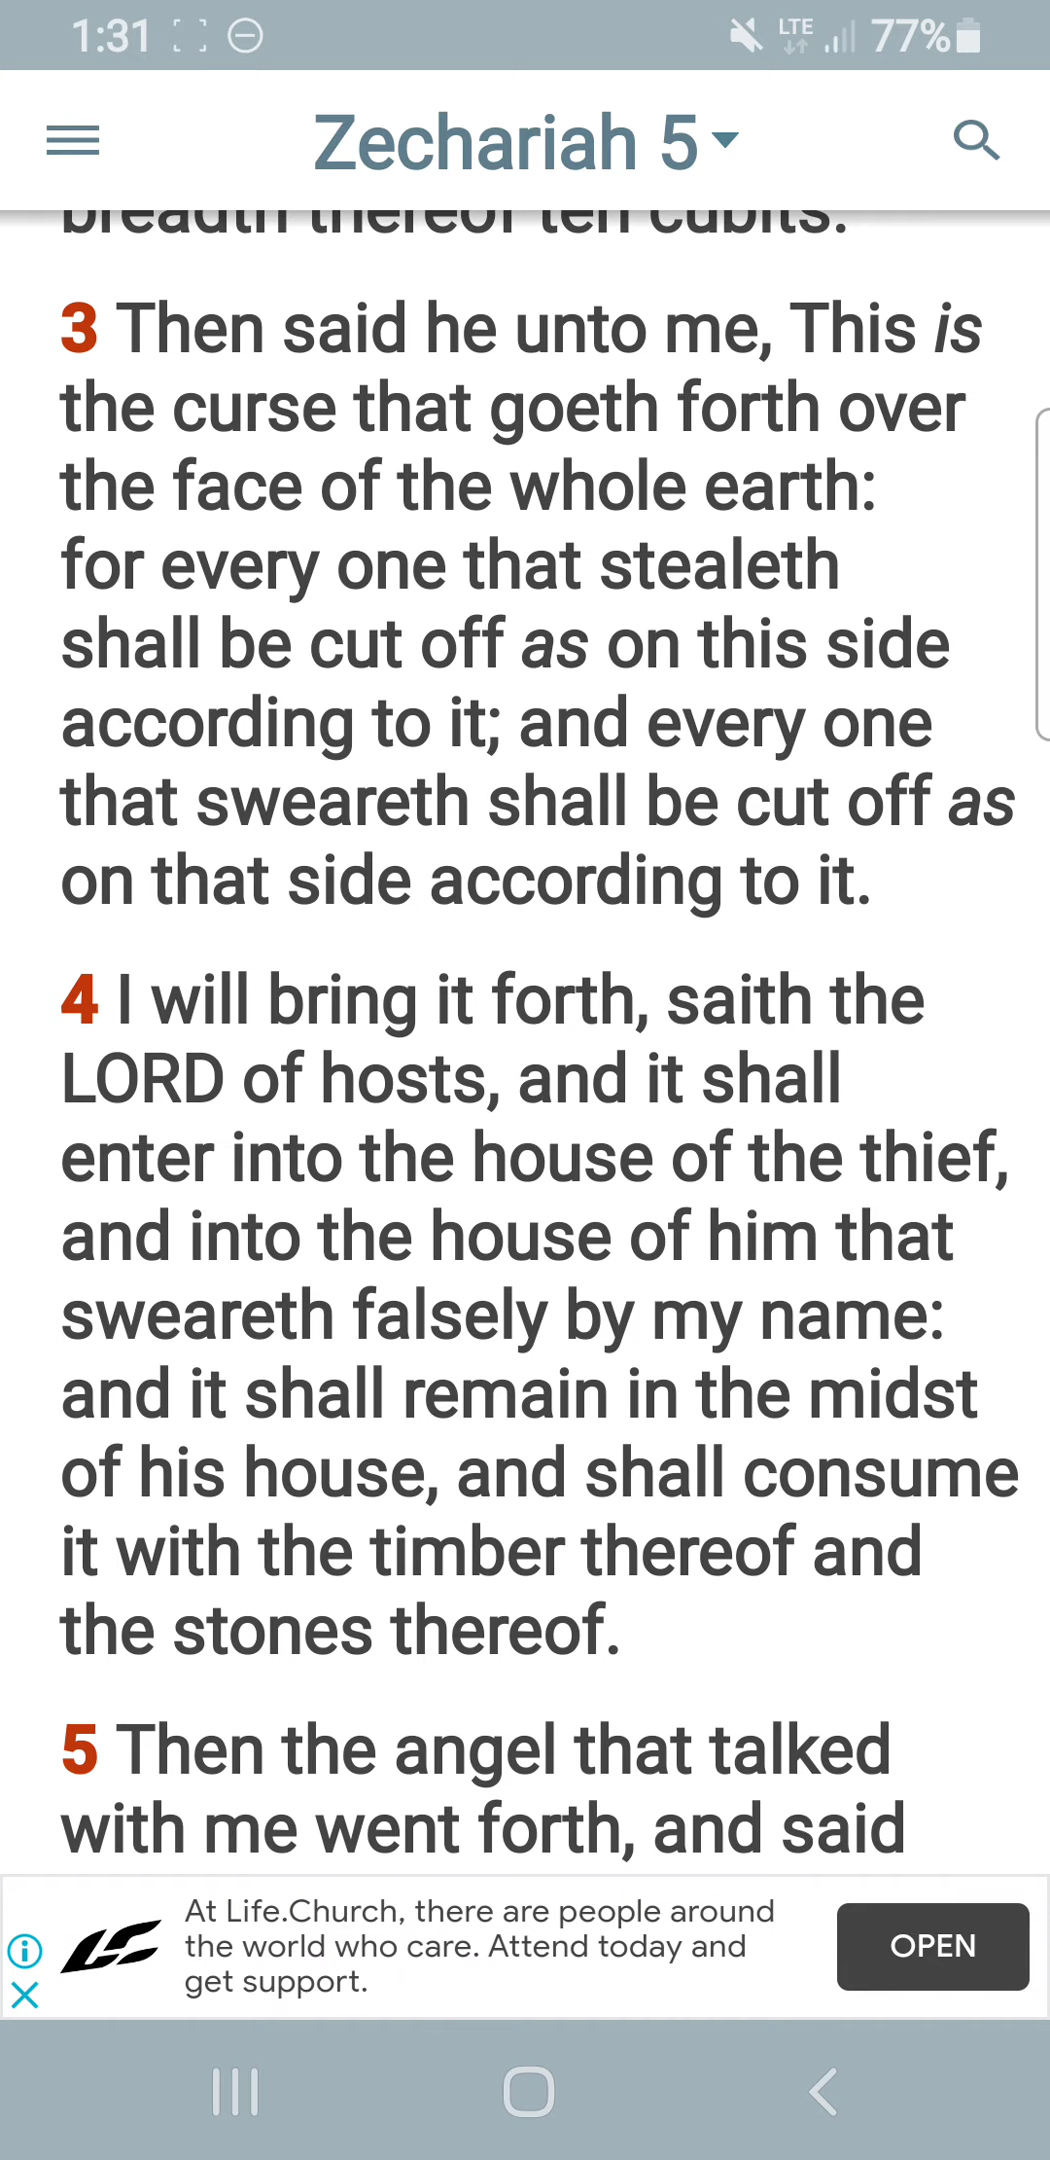 1:31 LTE 77%
Zechariah 5
breadth thereof ten cubits.
3 Then said he unto me, This is
the curse that goeth forth over
the face of the whole earth:
for every one that stealeth
shall be cut off as on this side
according to it; and every one
that sweareth shall be cut off as
on that side according to it.
4 I will bring it forth, saith the
LORD of hosts, and it shall
enter into the house of the thief,
and into the house of him that
sweareth falsely by my name:
and it shall remain in the midst
of his house, and shall consume
it with the timber thereof and
the stones thereof.
5 Then the angel that talked
with me went forth, and said
At Life.Church, there are people around
the world who care. Attend today and
get support.
OPEN